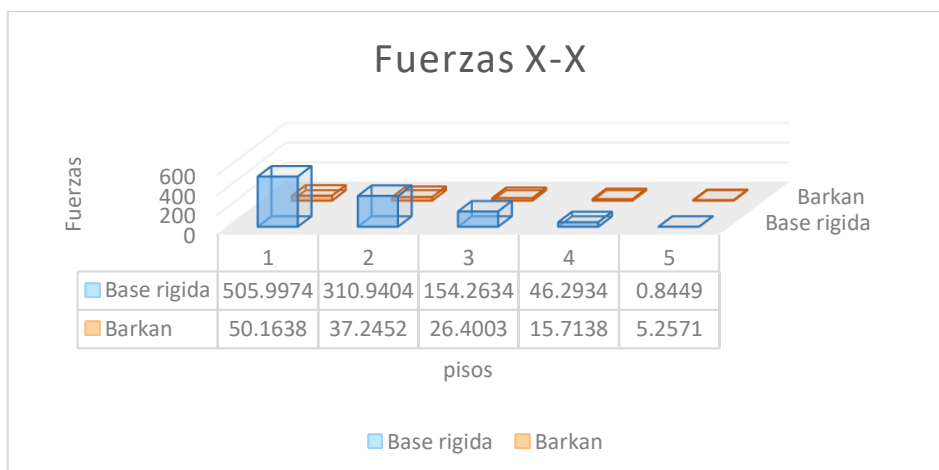 Fuerzas X-X
Fuerzas
600
400
200
0
Barkan
Base rigida
1 2 3 4 5
Base rigida 505.9974 310.9404 154.2634 46.2934 0.8449
Barkan 50.1638 37.2452 26.4003 15.7138 5.2571
pisos
Base rigida Barkan